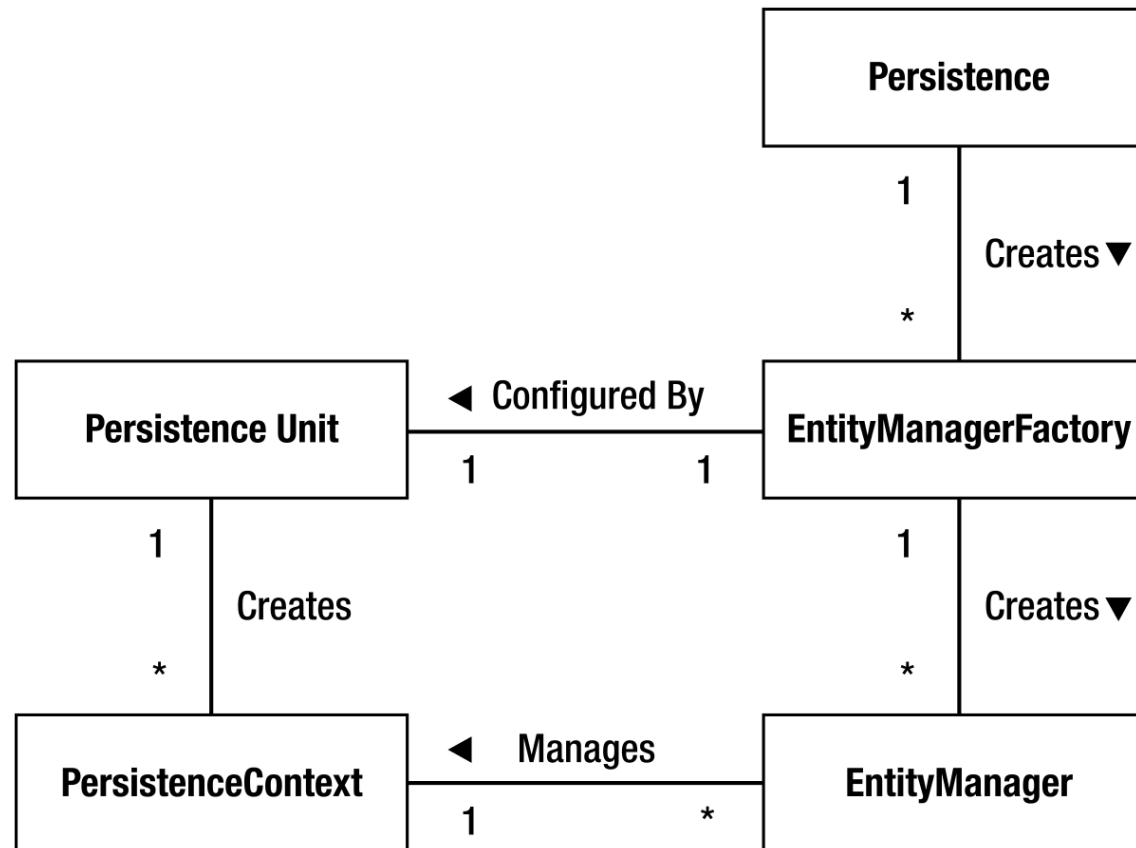 Persistence
1
Creates ▼
*
◄ Configured By
Persistence Unit
EntityManagerFactory
1 1
1 1
Creates Creates ▼
* *
◄ Manages
PersistenceContext
EntityManager
1 *